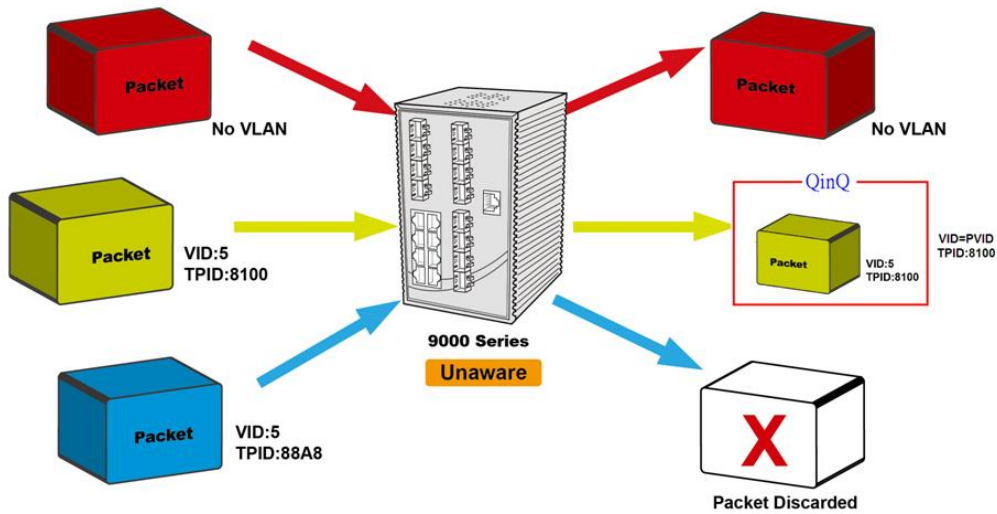 Packet
No VLAN
Packet
No VLAN
Packet
VID:5
TPID:8100
QinQ
Packet
VID:5
TPID:8100
VID=PVID
TPID:8100
9000 Series
Unaware
Packet
VID:5
TPID:88A8
X
Packet Discarded